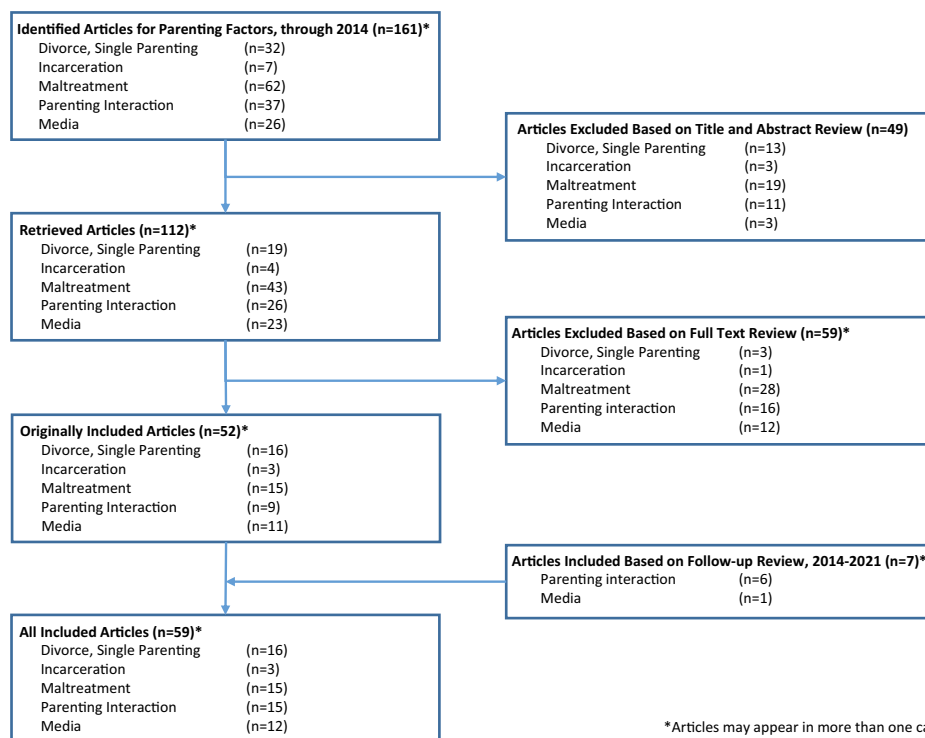 Identified Articles for Parenting Factors, through 2014 (n=161)*
Divorce, Single Parenting (n=32)
Incarceration (n=7)
Maltreatment (n=62)
Parenting Interaction (n=37)
Media (n=26)
Articles Excluded Based on Title and Abstract Review (n=49)
Divorce, Single Parenting (n=13)
Incarceration (n=3)
Maltreatment (n=19)
Parenting Interaction (n=11)
Media (n=3)
Retrieved Articles (n=112)*
Divorce, Single Parenting (n=19)
Incarceration (n=4)
Maltreatment (n=43)
Parenting Interaction (n=26)
Media (n=23)
Articles Excluded Based on Full Text Review (n=59)*
Divorce, Single Parenting (n=3)
Incarceration (n=1)
Maltreatment (n=28)
Parenting interaction (n=16)
Media (n=12)
Originally Included Articles (n=52)*
Divorce, Single Parenting (n=16)
Incarceration (n=3)
Maltreatment (n=15)
Parenting Interaction (n=9)
Media (n=11)
Articles Included Based on Follow-up Review, 2014-2021 (n=7)*
Parenting interaction (n=6)
Media (n=1)
All Included Articles (n=59)*
Divorce, Single Parenting (n=16)
Incarceration (n=3)
Maltreatment (n=15)
Parenting Interaction (n=15)
Media (n=12)
*Articles may appear in more than one